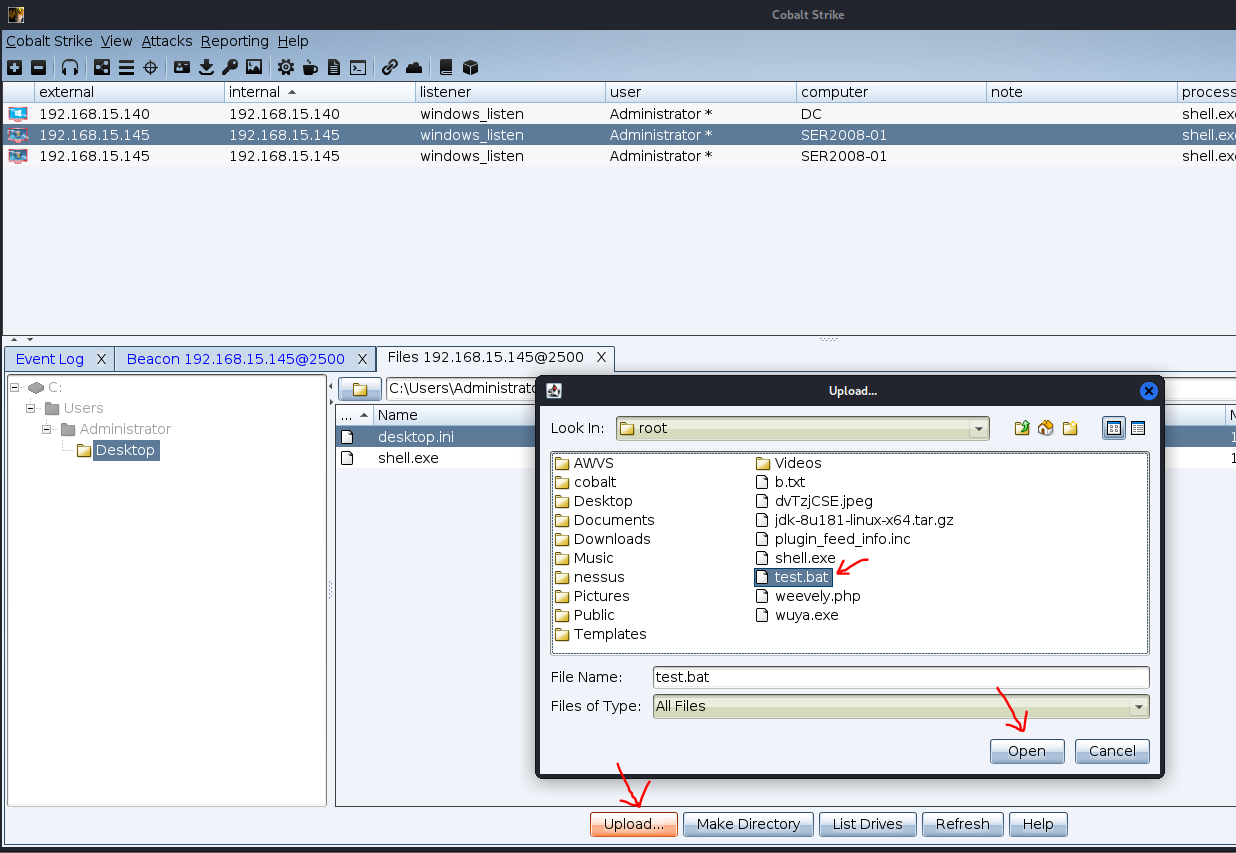 Cobalt Strike
Cobalt Strike View Attacks Reporting Help
external internal listener user computer note process
192.168.15.140 192.168.15.140 windows_listen Administrator * DC shell.exe
192.168.15.145 192.168.15.145 windows_listen Administrator * SER2008-01 shell.exe
192.168.15.145 192.168.15.145 windows_listen Administrator * SER2008-01 shell.exe
Event Log X Beacon 192.168.15.145@2500 X Files 192.168.15.145@2500 X
C:
Users
Administrator
Desktop
C:\Users\Administrato
... Name
desktop.ini
shell.exe
Upload...
Look In: root
AWVS
cobalt
Desktop
Documents
Downloads
Music
nessus
Pictures
Public
Templates
Videos
b.txt
dvTzjCSE.jpeg
jdk-8u181-linux-x64.tar.gz
plugin_feed_info.inc
shell.exe
test.bat
weevely.php
wuya.exe
File Name: test.bat
Files of Type: All Files
Open Cancel
Upload... Make Directory List Drives Refresh Help